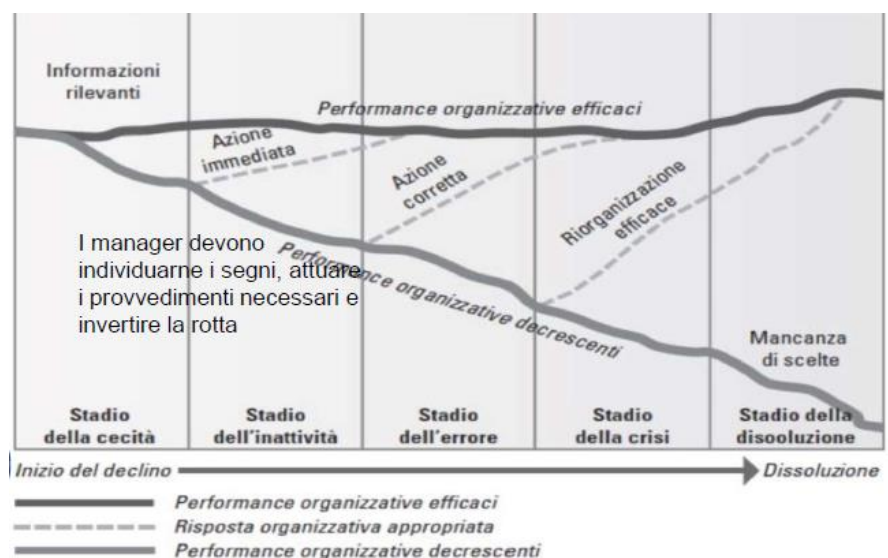 Informazioni
rilevanti
Performance organizzative efficaci
Azione
immediata
Azione
corretta
Riorganizzazione
efficace
I manager devono
individuarne i segni, attuare
i provvedimenti necessari e
invertire la rotta
Performance organizzative decrescenti
Mancanza
di scelte
Stadio
della cecità
Stadio
dell'inattività
Stadio
dell'errore
Stadio
della crisi
Stadio della
disooluzione
Inizio del declino
Dissoluzione
Performance organizzative efficaci
Risposta organizzativa appropriata
Performance organizzative decrescenti